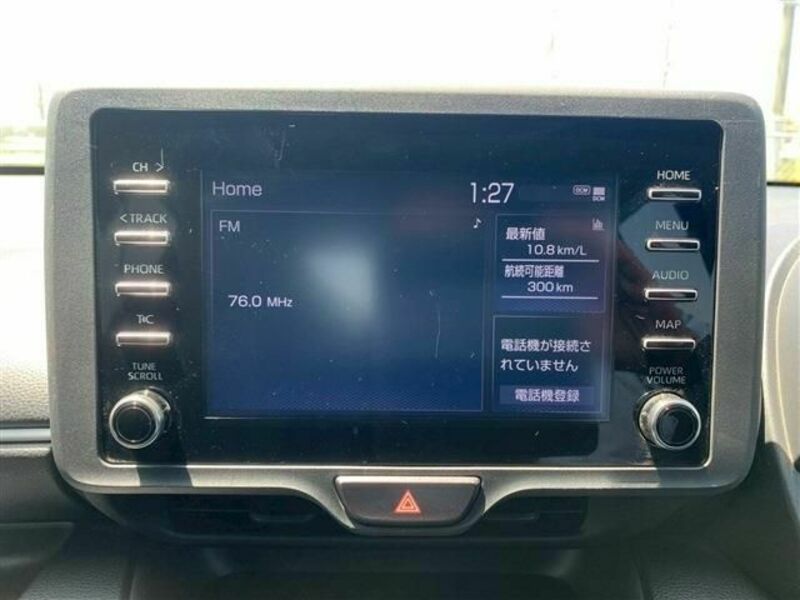 CH >
< TRACK
PHONE
T&C
TUNE
SCROLL
Home
1:27
DCM
FM
76.0 MHz
最新値
10.8 km/L
航続可能距離
300 km
電話機が接続さ
れていません
電話機登録
HOME
MENU
AUDIO
MAP
POWER
VOLUME